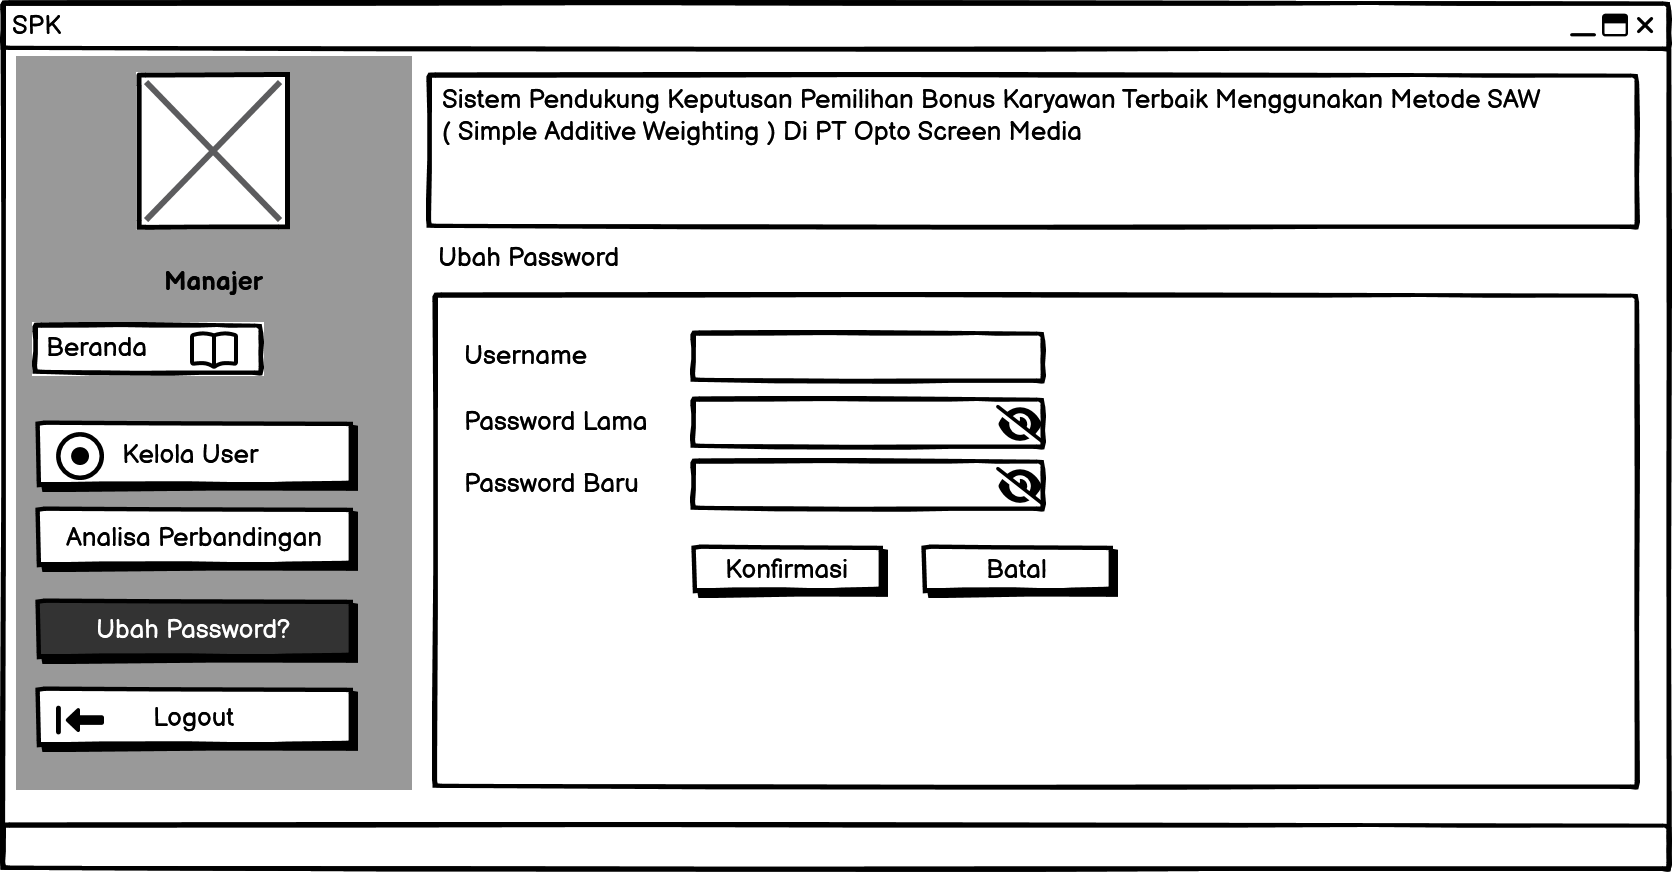 SPK
Sistem Pendukung Keputusan Pemilihan Bonus Karyawan Terbaik Menggunakan Metode SAW
( Simple Additive Weighting ) Di PT Opto Screen Media
Manajer
Beranda
Kelola User
Analisa Perbandingan
Ubah Password?
Logout
Ubah Password
Username
Password Lama
Password Baru
Konfirmasi
Batal